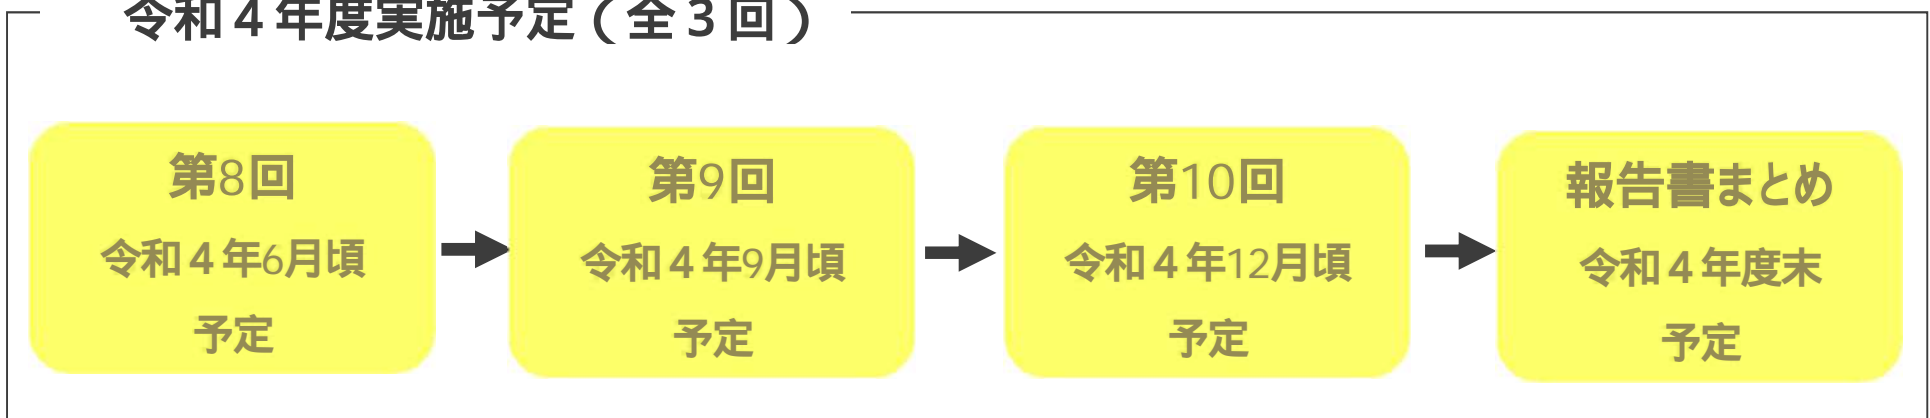 令和４年度実施予定（全３回）
第8回
令和４年6月頃
予定
第9回
令和４年9月頃
予定
第10回
令和４年12月頃
予定
報告書まとめ
令和４年度末
予定